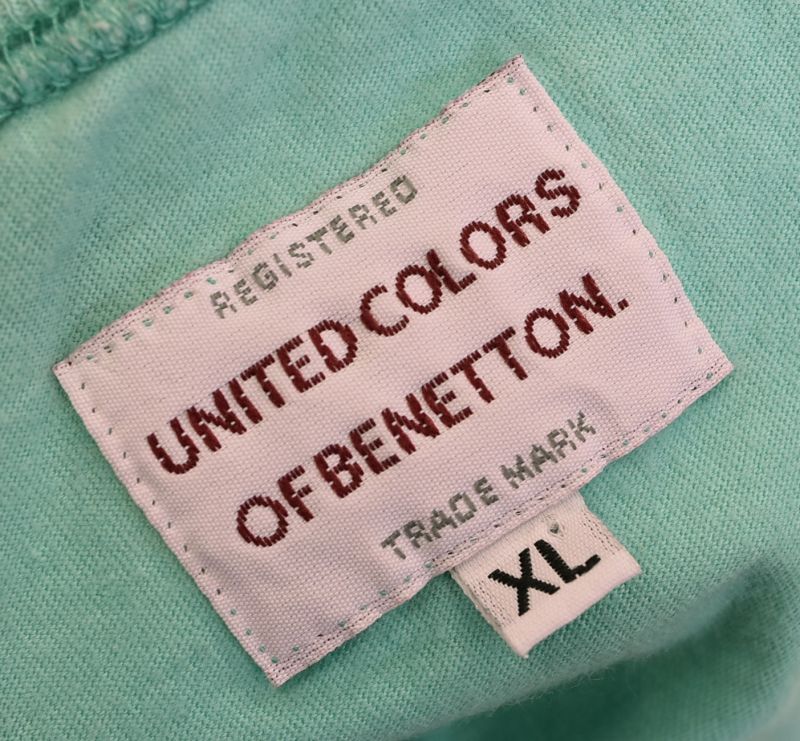 REGISTERED
UNITED COLORS
OF BENETTON.
TRADE MARK
XL